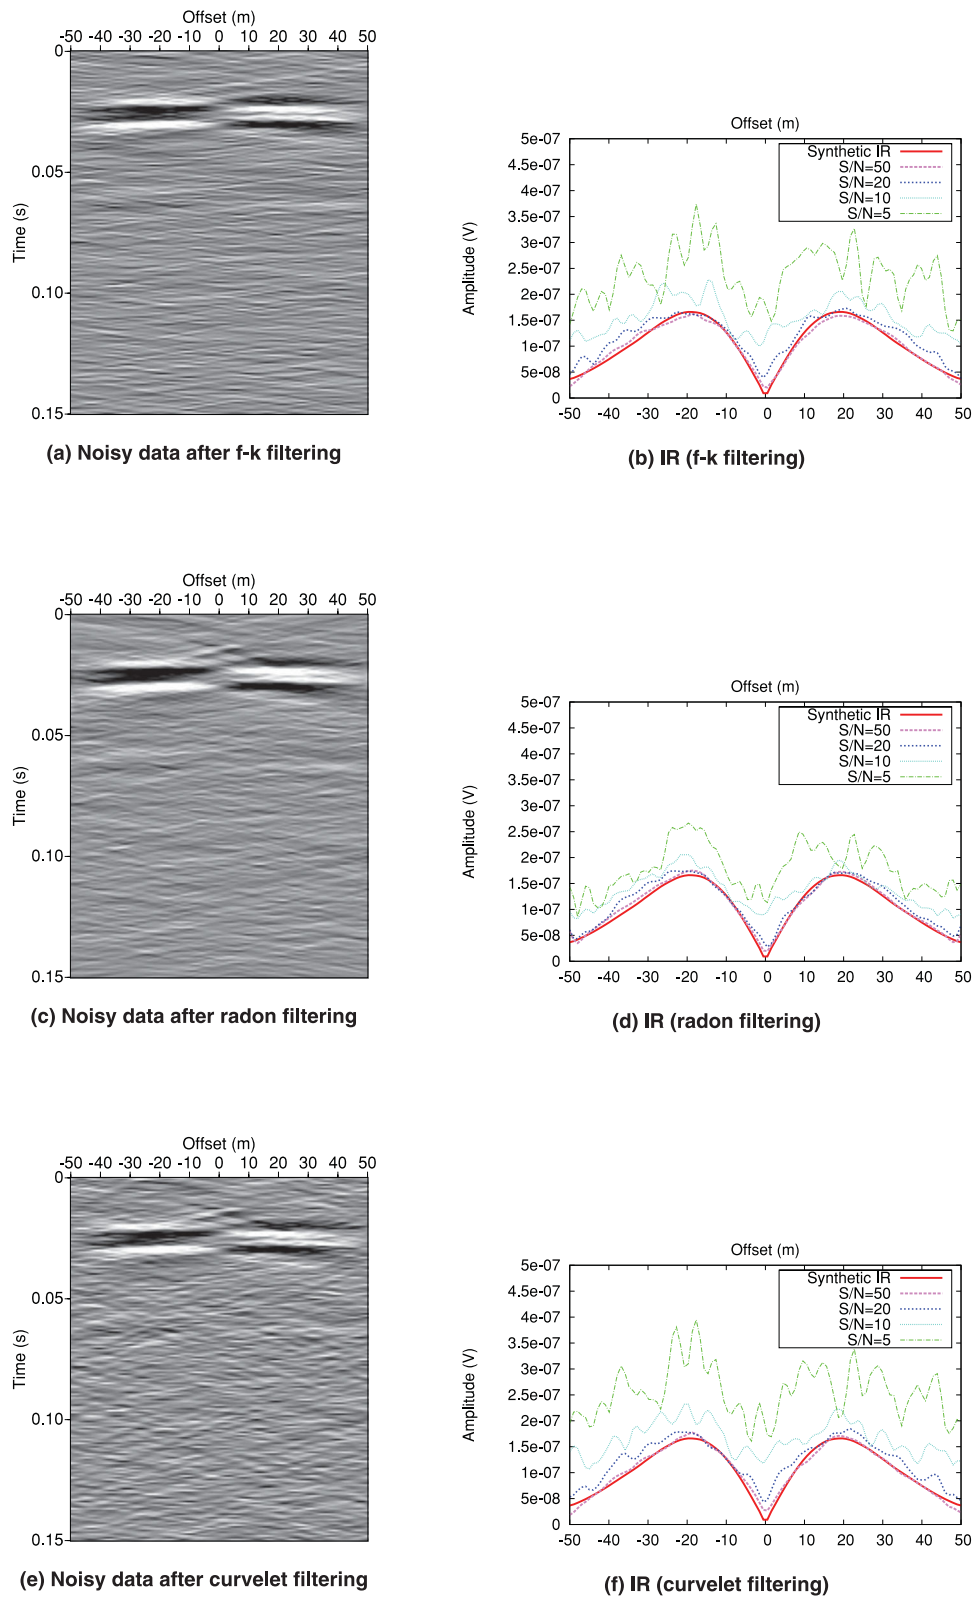 Offset (m)
-50 -40 -30 -20 -10 0 10 20 30 40 50
0
0.05
0.10
0.15
Time (s)
(a) Noisy data after f-k filtering
Offset (m)
5e-07
4.5e-07
4e-07
3.5e-07
3e-07
2.5e-07
2e-07
1.5e-07
1e-07
5e-08
0
Amplitude (V)
Synthetic IR
S/N=50
S/N=20
S/N=10
S/N=5
-50 -40 -30 -20 -10 0 10 20 30 40 50
(b) IR (f-k filtering)
Offset (m)
-50 -40 -30 -20 -10 0 10 20 30 40 50
0
0.05
0.10
0.15
Time (s)
(c) Noisy data after radon filtering
Offset (m)
5e-07
4.5e-07
4e-07
3.5e-07
3e-07
2.5e-07
2e-07
1.5e-07
1e-07
5e-08
0
Amplitude (V)
Synthetic IR
S/N=50
S/N=20
S/N=10
S/N=5
-50 -40 -30 -20 -10 0 10 20 30 40 50
(d) IR (radon filtering)
Offset (m)
-50 -40 -30 -20 -10 0 10 20 30 40 50
0
0.05
0.10
0.15
Time (s)
(e) Noisy data after curvelet filtering
Offset (m)
5e-07
4.5e-07
4e-07
3.5e-07
3e-07
2.5e-07
2e-07
1.5e-07
1e-07
5e-08
0
Amplitude (V)
Synthetic IR
S/N=50
S/N=20
S/N=10
S/N=5
-50 -40 -30 -20 -10 0 10 20 30 40 50
(f) IR (curvelet filtering)